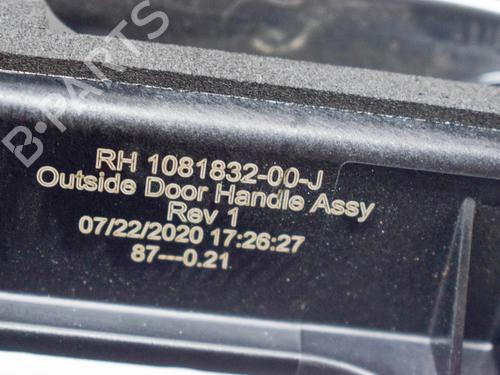 B-PARTS
RH 1081832-00-J
Outside Door Handle Assy
Rev 1
07/22/2020 17:26:27
87---0.21